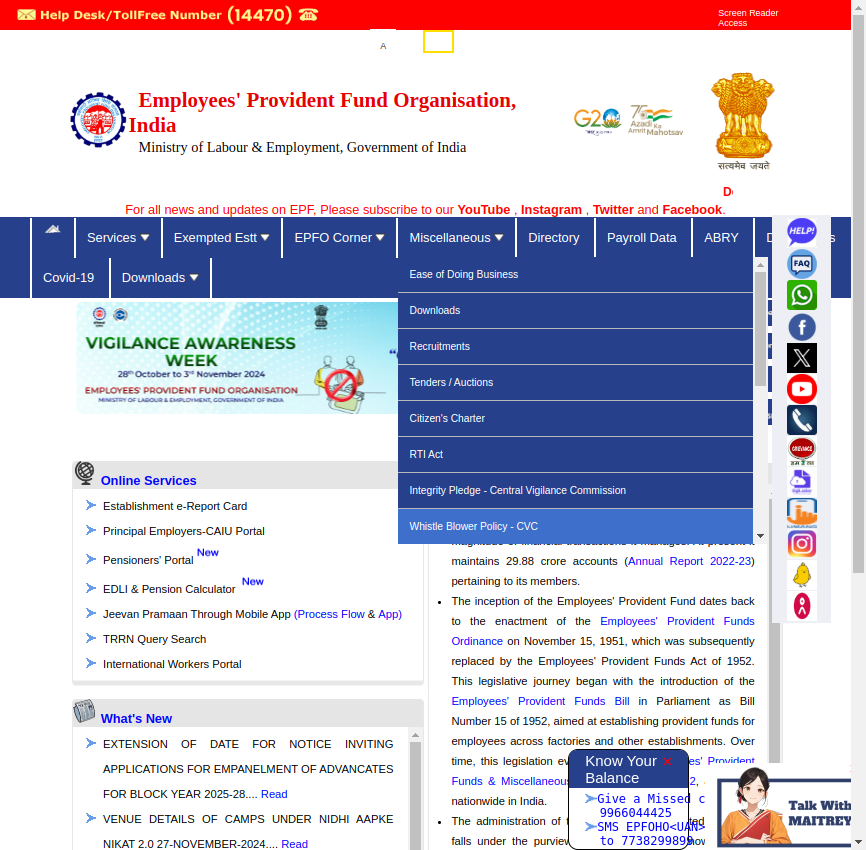 Help Desk/TollFree Number (14470)
Screen Reader
Access
A
Employees' Provident Fund Organisation,
India
Ministry of Labour & Employment, Government of India
G20
75
Azadi Ka
Amrit Mahotsav
सत्यमेव जयते
For all news and updates on EPF, Please subscribe to our YouTube , Instagram , Twitter and Facebook.
Services
Exempted Estt
EPFO Corner
Miscellaneous
Directory
Payroll Data
ABRY
Covid-19
Downloads
Ease of Doing Business
Downloads
Recruitments
Tenders / Auctions
Citizen's Charter
RTI Act
Integrity Pledge - Central Vigilance Commission
Whistle Blower Policy - CVC
HELP!
FAQ
GRIEVANCE
VIGILANCE AWARENESS
WEEK
28th October to 3rd November 2024
EMPLOYEES' PROVIDENT FUND ORGANISATION
MINISTRY OF LABOUR & EMPLOYMENT, GOVERNMENT OF INDIA
Online Services
Establishment e-Report Card
Principal Employers-CAIU Portal
Pensioners' Portal New
EDLI & Pension Calculator New
Jeevan Pramaan Through Mobile App (Process Flow & App)
TRRN Query Search
International Workers Portal
What's New
EXTENSION OF DATE FOR NOTICE INVITING
APPLICATIONS FOR EMPANELMENT OF ADVANCATES
FOR BLOCK YEAR 2025-28.... Read
VENUE DETAILS OF CAMPS UNDER NIDHI AAPKE
NIKAT 2.0 27-NOVEMBER-2024.... Read
maintains 29.88 crore accounts (Annual Report 2022-23)
pertaining to its members.
The inception of the Employees' Provident Fund dates back
to the enactment of the Employees' Provident Funds
Ordinance on November 15, 1951, which was subsequently
replaced by the Employees' Provident Funds Act of 1952.
This legislative journey began with the introduction of the
Employees' Provident Funds Bill in Parliament as Bill
Number 15 of 1952, aimed at establishing provident funds for
employees across factories and other establishments. Over
time, this legislation
Provident
Funds & Miscellaneous
nationwide in India.
The administration of
falls under the purview
Know Your
Balance
Give a Missed c
9966044425
SMS EPFOHO<UAN>
to 7738299899
Talk With
MAITREY